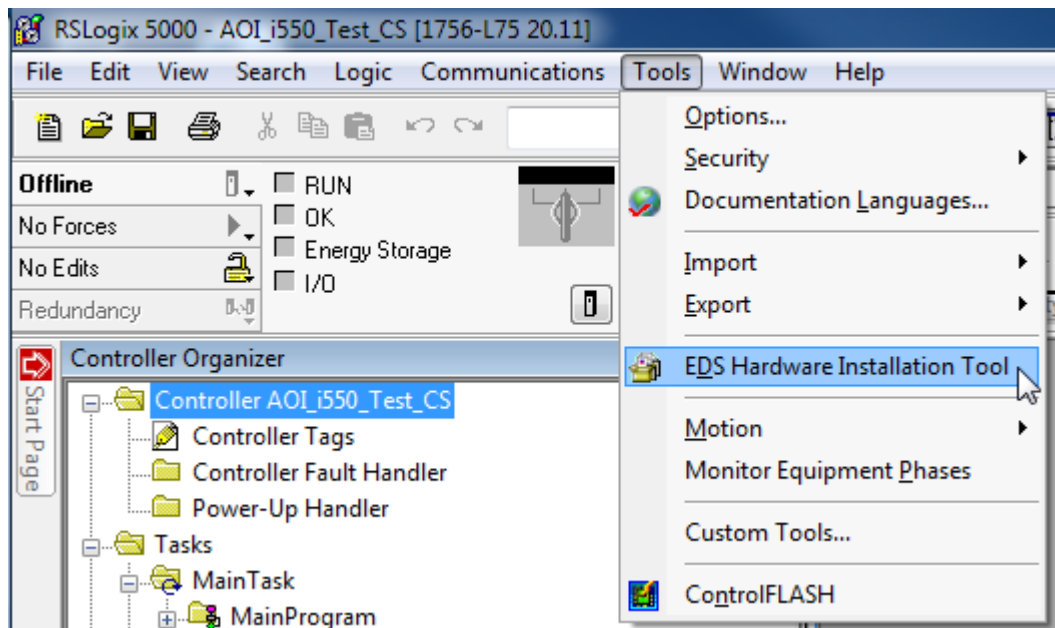 RSLogix 5000 - AOI_i550_Test_CS [1756-L75 20.11]
File Edit View Search Logic Communications Tools Window Help
Offline
No Forces
No Edits
Redundancy
RUN
OK
Energy Storage
I/O
Options...
Security
Documentation Languages...
Import
Export
EDS Hardware Installation Tool
Motion
Monitor Equipment Phases
Custom Tools...
ControlFLASH
Start Page
Controller Organizer
Controller AOI_i550_Test_CS
Controller Tags
Controller Fault Handler
Power-Up Handler
Tasks
MainTask
MainProgram